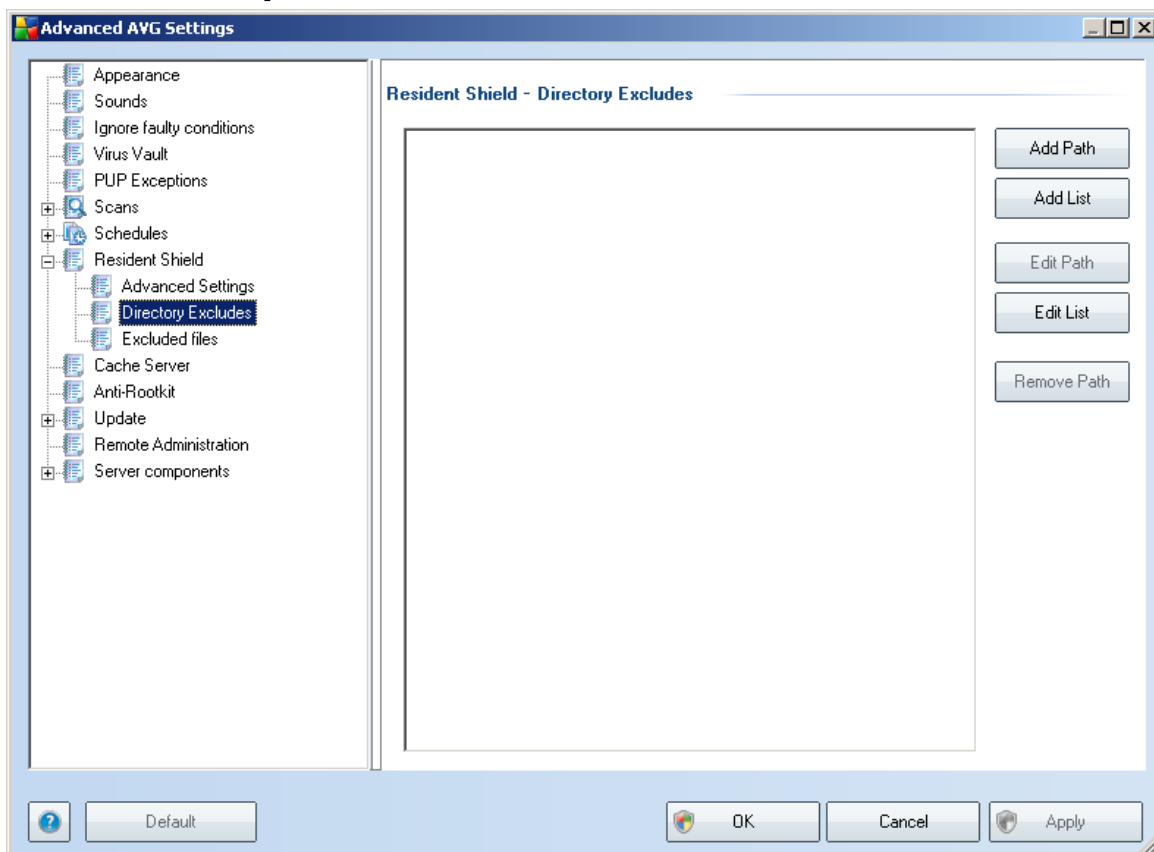 Advanced AVG Settings
Appearance
Sounds
Ignore faulty conditions
Virus Vault
PUP Exceptions
Scans
Schedules
Resident Shield
Advanced Settings
Directory Excludes
Excluded files
Cache Server
Anti-Rootkit
Update
Remote Administration
Server components
Resident Shield - Directory Excludes
Add Path
Add List
Edit Path
Edit List
Remove Path
Default
OK
Cancel
Apply